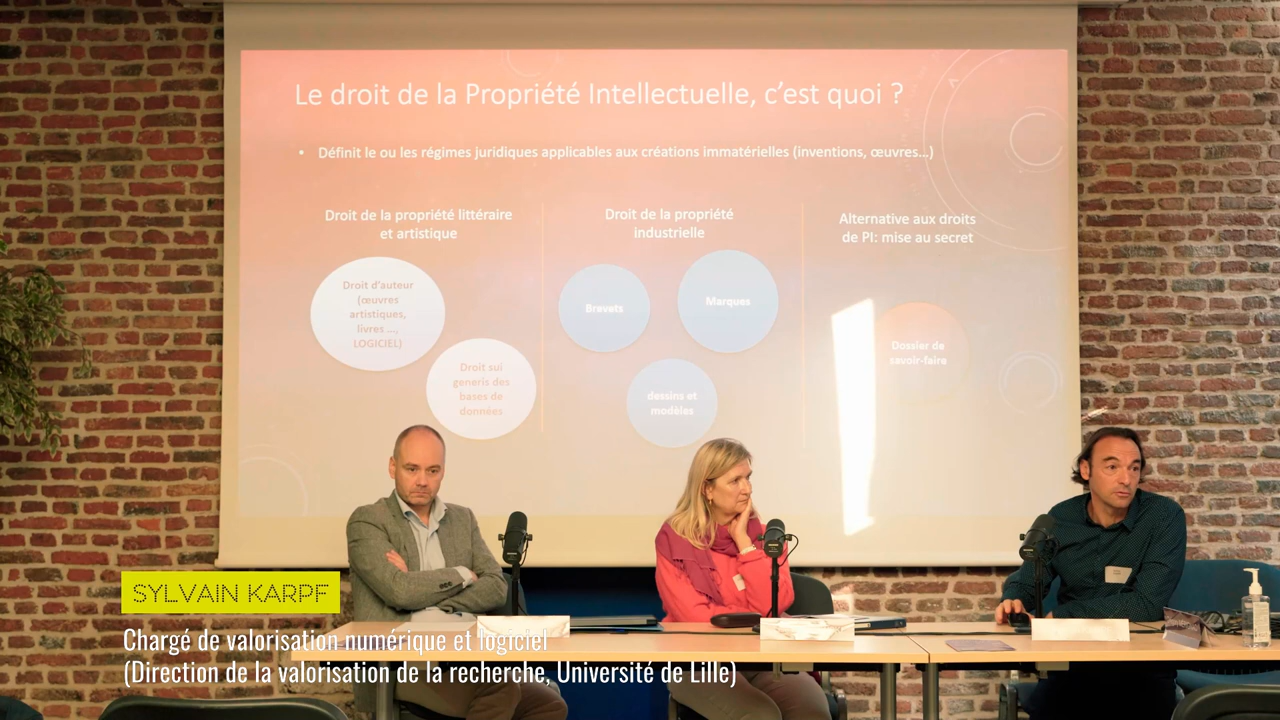 Le droit de la Propriété Intellectuelle, c'est quoi ?
• Définit le ou les régimes juridiques applicables aux créations immatérielles (inventions, œuvres…)
Droit de la propriété littéraire
et artistique
Droit d'auteur
(œuvres
artistiques,
livres …,
LOGICIEL)
Droit sui
generis des
bases de
données
Droit de la propriété
industrielle
Brevets
Marques
dessins et
modèles
Alternative aux droits
de PI: mise au secret
Dossier de
savoir-faire
SYLVAIN KARPF
Chargé de valorisation numérique et logiciel
(Direction de la valorisation de la recherche, Université de Lille)